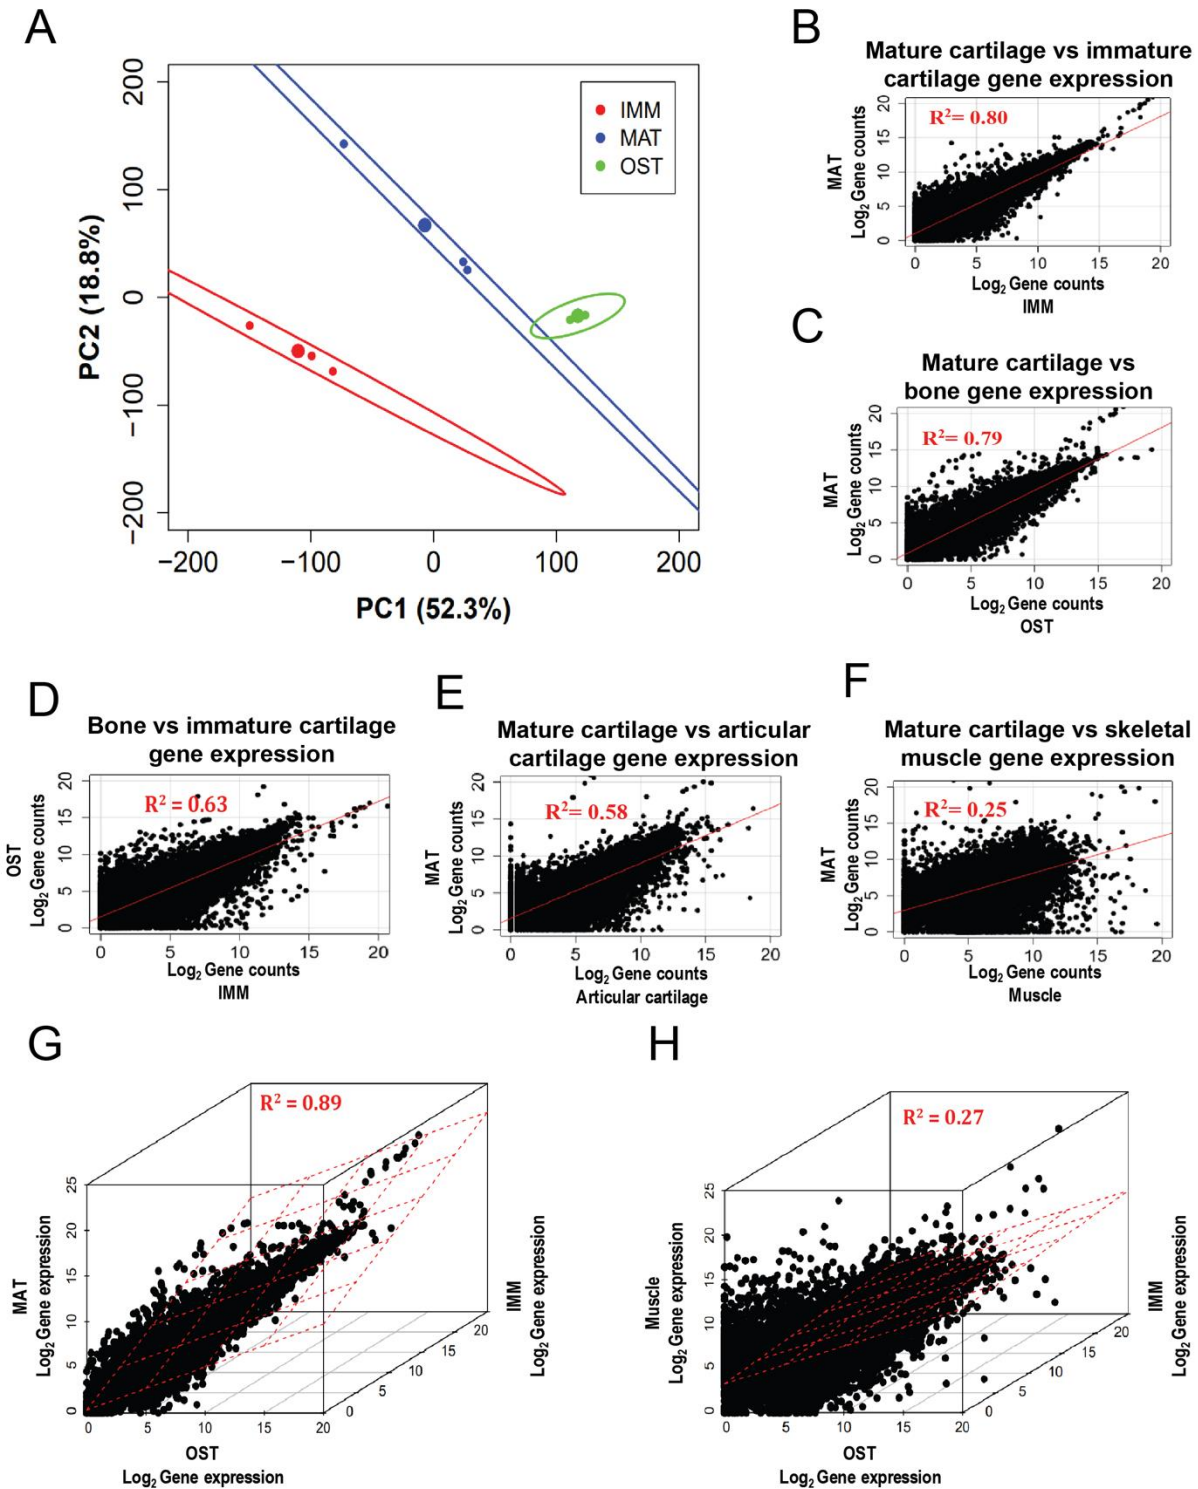 A
200
100
0
−100
−200
PC2 (18.8%)
IMM
MAT
OST
−200 −100 0 100 200
PC1 (52.3%)
B
Mature cartilage vs immature
cartilage gene expression
R²= 0.80
MAT
Log₂ Gene counts
20
15
10
5
0
0 5 10 15 20
Log₂ Gene counts
IMM
C
Mature cartilage vs
bone gene expression
R²= 0.79
MAT
Log₂ Gene counts
20
15
10
5
0
0 5 10 15 20
Log₂ Gene counts
OST
D
Bone vs immature cartilage
gene expression
R² = 0.63
OST
Log₂ Gene counts
20
15
10
5
0
0 5 10 15 20
Log₂ Gene counts
IMM
E
Mature cartilage vs articular
cartilage gene expression
R²= 0.58
MAT
Log₂ Gene counts
20
15
10
5
0
0 5 10 15 20
Log₂ Gene counts
Articular cartilage
F
Mature cartilage vs skeletal
muscle gene expression
R²= 0.25
MAT
Log₂ Gene counts
20
15
10
5
0
0 5 10 15 20
Log₂ Gene counts
Muscle
G
R² = 0.89
MAT
Log₂ Gene expression
25
20
15
10
5
0
0 5 10 15 20
OST
Log₂ Gene expression
0
5
10
15
20
IMM
Log₂ Gene expression
H
R² = 0.27
Muscle
Log₂ Gene expression
25
20
15
10
5
0
0 5 10 15 20
OST
Log₂ Gene expression
0
5
10
15
20
IMM
Log₂ Gene expression